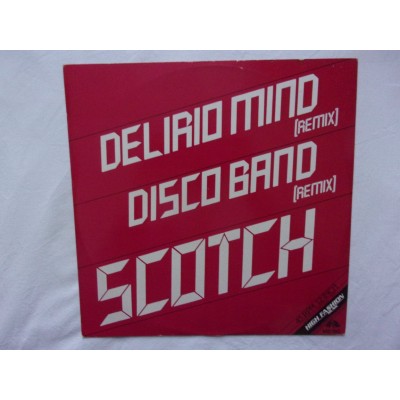 DELIRIO MIND
[REMIX]
DISCO BAND
[REMIX]
SCOTCH
HIGH FASHION